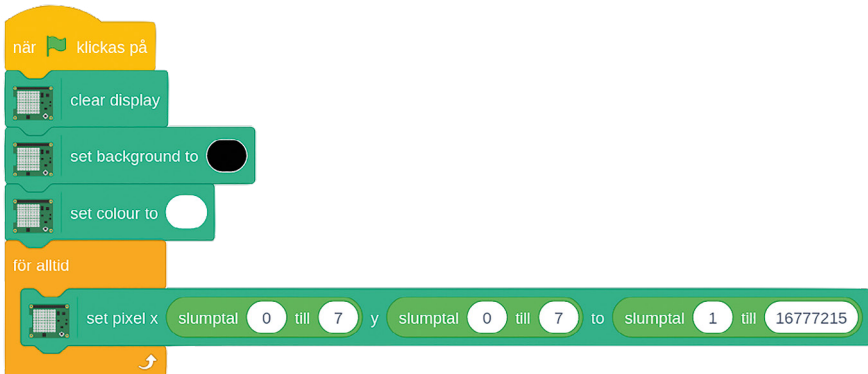 när klickas på
clear display
set background to
set colour to
för alltid
set pixel x slumptal 0 till 7 y slumptal 0 till 7 to slumptal 1 till 16777215